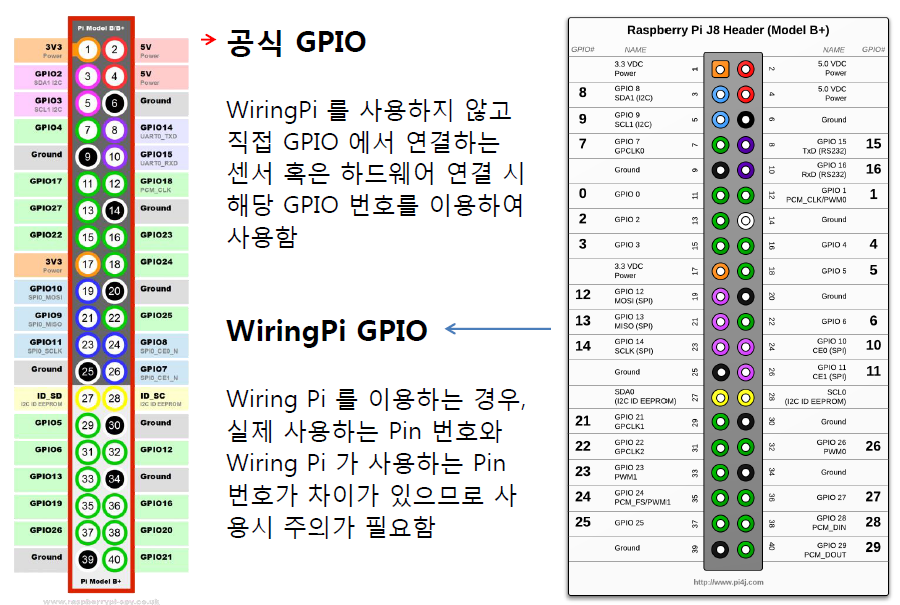 Pi Model B/B+
3V3 Power 1 2 5V Power
GPIO2 SDA1 I2C 3 4 5V Power
GPIO3 SCL1 I2C 5 6 Ground
GPIO4 7 8 GPIO14 UART0_TXD
Ground 9 10 GPIO15 UART0_RXD
GPIO17 11 12 GPIO18 PCM_CLK
GPIO27 13 14 Ground
GPIO22 15 16 GPIO23
3V3 Power 17 18 GPIO24
GPIO10 SPI0_MOSI 19 20 Ground
GPIO9 SPI0_MISO 21 22 GPIO25
GPIO11 SPI0_SCLK 23 24 GPIO8 SPI0_CE0_N
Ground 25 26 GPIO7 SPI0_CE1_N
ID_SD I2C ID EEPROM 27 28 ID_SC I2C ID EEPROM
GPIO5 29 30 Ground
GPIO6 31 32 GPIO12
GPIO13 33 34 Ground
GPIO19 35 36 GPIO16
GPIO26 37 38 GPIO20
Ground 39 40 GPIO21
Pi Model B+
www.raspberrypi-spy.co.uk
공식 GPIO
WiringPi 를 사용하지 않고
직접 GPIO 에서 연결하는
센서 혹은 하드웨어 연결 시
해당 GPIO 번호를 이용하여
사용함
WiringPi GPIO
Wiring Pi 를 이용하는 경우,
실제 사용하는 Pin 번호와
Wiring Pi 가 사용하는 Pin
번호가 차이가 있으므로 사
용시 주의가 필요함
Raspberry Pi J8 Header (Model B+)
GPIO# NAME NAME GPIO#
3.3 VDC Power 1 2 5.0 VDC Power
8 GPIO 8 SDA1 (I2C) 3 4 5.0 VDC Power
9 GPIO 9 SCL1 (I2C) 5 6 Ground
7 GPIO 7 GPCLK0 7 8 GPIO 15 TxD (RS232) 15
Ground 9 10 GPIO 16 RxD (RS232) 16
0 GPIO 0 11 12 GPIO 1 PCM_CLK/PWM0 1
2 GPIO 2 13 14 Ground
3 GPIO 3 15 16 GPIO 4 4
3.3 VDC Power 17 18 GPIO 5 5
12 GPIO 12 MOSI (SPI) 19 20 Ground
13 GPIO 13 MISO (SPI) 21 22 GPIO 6 6
14 GPIO 14 SCLK (SPI) 23 24 GPIO 10 CE0 (SPI) 10
Ground 25 26 GPIO 11 CE1 (SPI) 11
SDA0 (I2C ID EEPROM) 27 28 SCL0 (I2C ID EEPROM)
21 GPIO 21 GPCLK1 29 30 Ground
22 GPIO 22 GPCLK2 31 32 GPIO 26 PWM0 26
23 GPIO 23 PWM1 33 34 Ground
24 GPIO 24 PCM_FS/PWM1 35 36 GPIO 27 27
25 GPIO 25 37 38 GPIO 28 PCM_DIN 28
Ground 39 40 GPIO 29 PCM_DOUT 29
http://www.pi4j.com